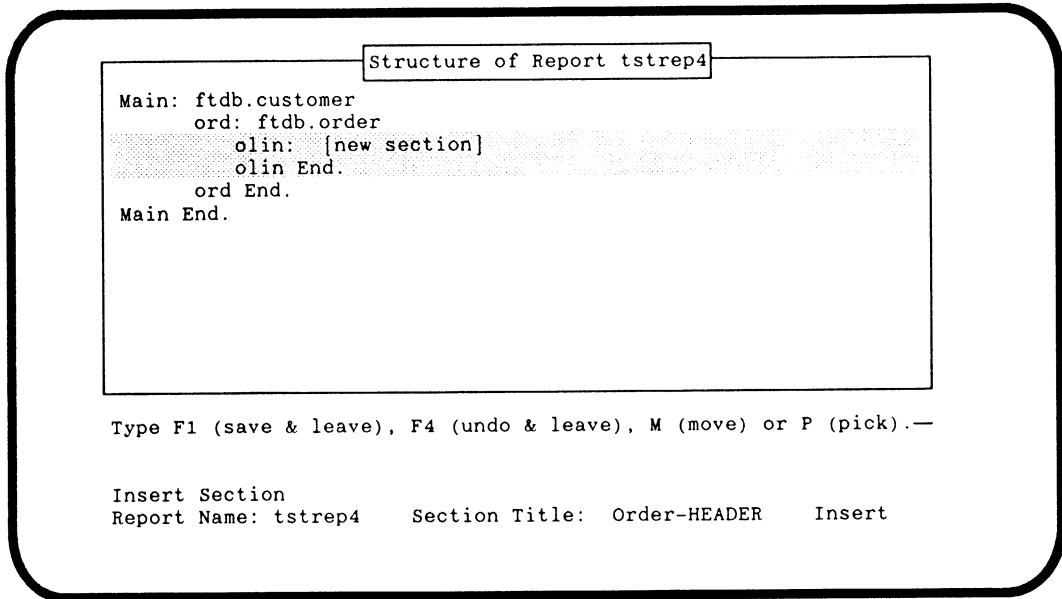 Structure of Report tstrep4
Main: ftdb.customer
ord: ftdb.order
olin: [new section]
olin End.
ord End.
Main End.
Type F1 (save & leave), F4 (undo & leave), M (move) or P (pick).
Insert Section
Report Name: tstrep4 Section Title: Order-HEADER Insert